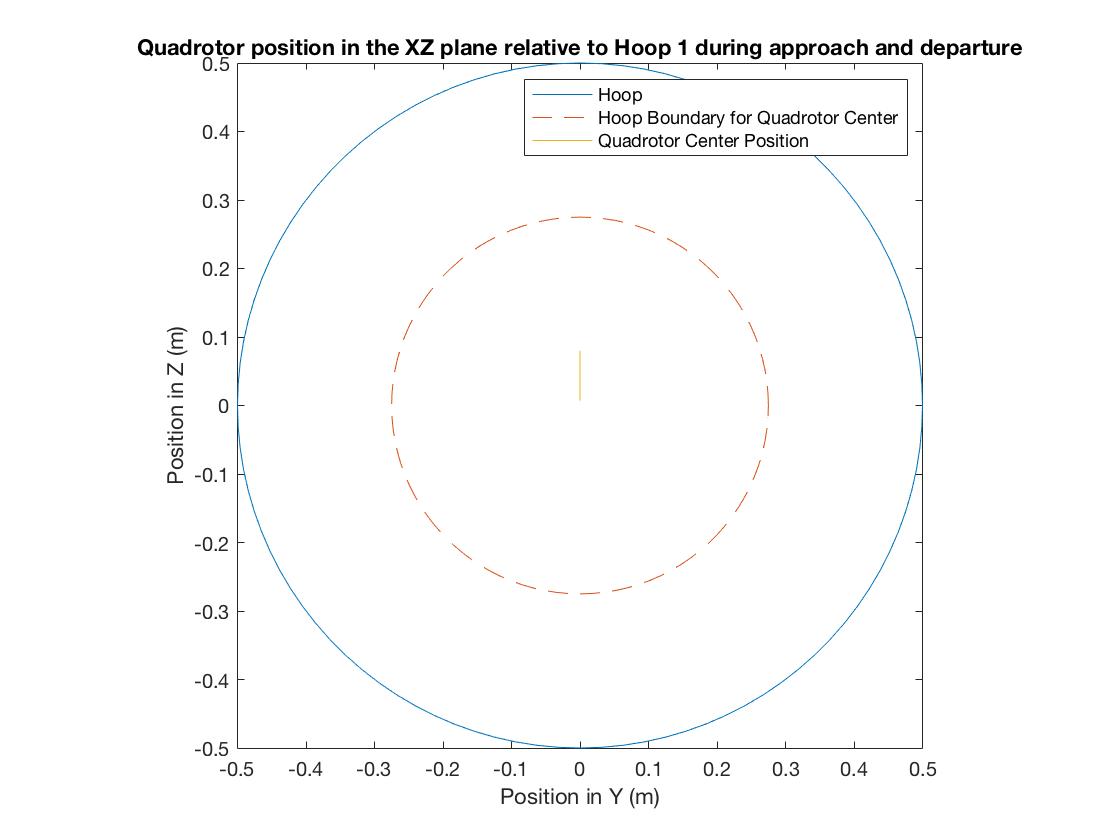 Quadrotor position in the XZ plane relative to Hoop 1 during approach and departure
Hoop
Hoop Boundary for Quadrotor Center
Quadrotor Center Position
0.5
0.4
0.3
0.2
0.1
0
-0.1
-0.2
-0.3
-0.4
-0.5
Position in Z (m)
-0.5 -0.4 -0.3 -0.2 -0.1 0 0.1 0.2 0.3 0.4 0.5
Position in Y (m)